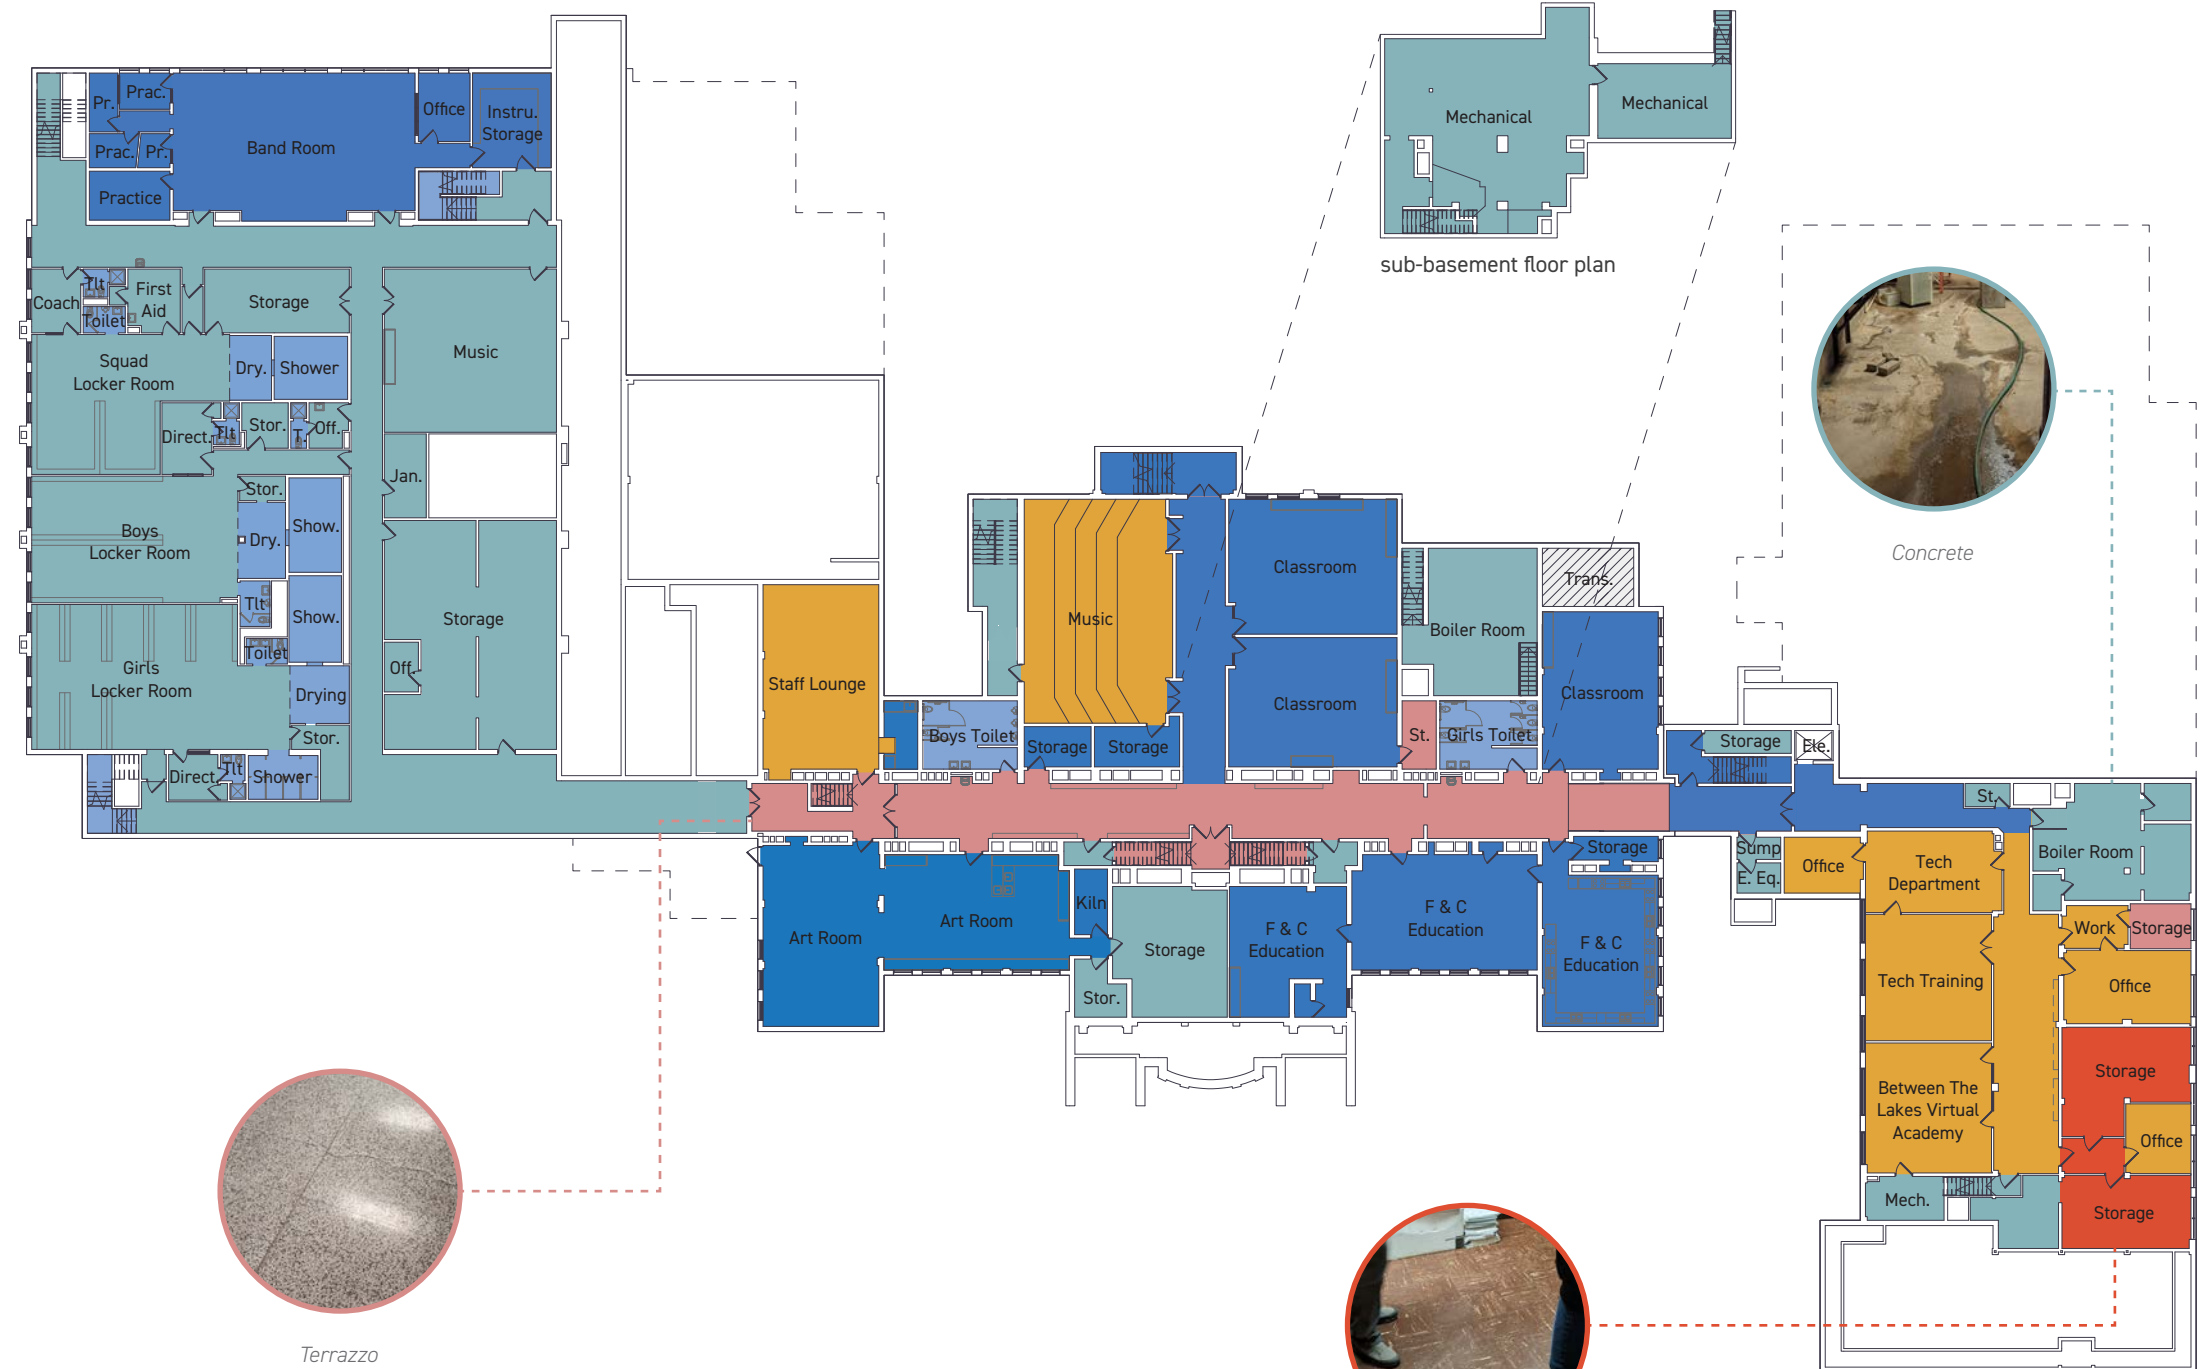 Pr.
Prac.
Prac.
Pr.
Practice
Band Room
Office
Instru.
Storage
Mechanical
Mechanical
sub-basement floor plan
Coach
Tlt
Toilet
First
Aid
Storage
Music
Squad
Locker Room
Dry.
Shower
Direct.
Tlt
Stor.
T.
Off.
Jan.
Stor.
Show.
Boys
Locker Room
Dry.
Tlt
Show.
Storage
Toilet
Girls
Locker Room
Off.
Drying
Stor.
Direct.
Tlt
Shower
Staff Lounge
Boys Toilet
Music
Storage
Storage
Classroom
Classroom
Boiler Room
Trans.
Classroom
St.
Girls Toilet
Concrete
Storage
Ele.
St.
Boiler Room
Sump
E. Eq.
Office
Tech
Department
Work
Storage
Tech Training
Office
Storage
Between The
Lakes Virtual
Academy
Office
Mech.
Storage
Art Room
Art Room
Kiln
Stor.
Storage
F & C
Education
F & C
Education
Storage
F & C
Education
Terrazzo